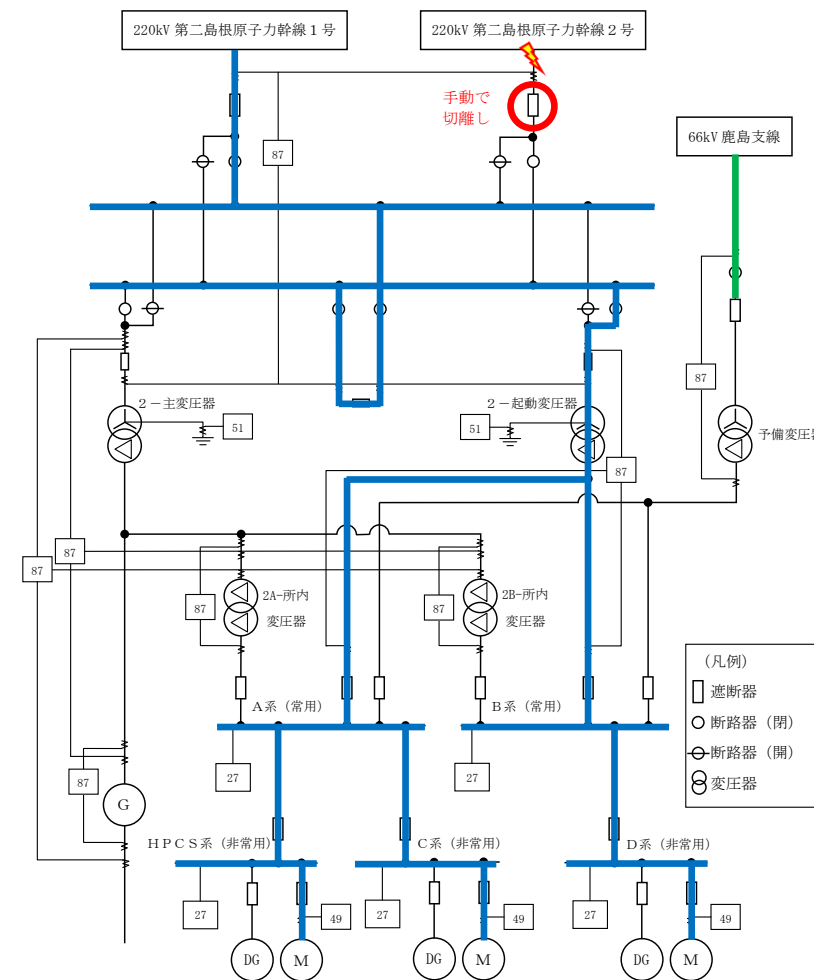 220kV 第二島根原子力幹線１号
220kV 第二島根原子力幹線２号
手動で
切離し
66kV 鹿島支線
87
87
２－主変圧器
51
２－起動変圧器
51
予備変圧器
87
87
87
87
2A-所内
変圧器
87
2B-所内
変圧器
87
(凡例)
遮断器
断路器（閉）
断路器（開）
変圧器
Ａ系（常用）
Ｂ系（常用）
27
27
87
G
ＨＰＣＳ系（非常用）
Ｃ系（非常用）
Ｄ系（非常用）
27
49
27
49
27
49
DG
M
DG
M
DG
M